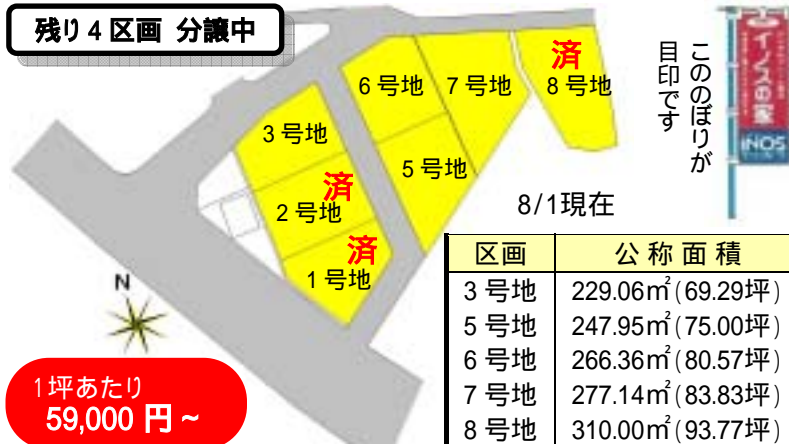 残り4区画 分譲中
済
6号地
7号地
8号地
3号地
5号地
済
2号地
済
1号地
8/1現在
このぼりが
目印です
イノスの家
INOS
N
1坪あたり
59,000円~
区画 公称面積
3号地 229.06㎡(69.29坪)
5号地 247.95㎡(75.00坪)
6号地 266.36㎡(80.57坪)
7号地 277.14㎡(83.83坪)
8号地 310.00㎡(93.77坪)